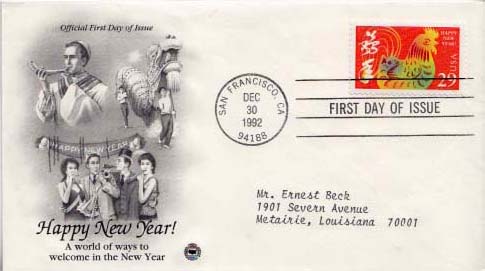 Official First Day of Issue
HAPPY NEW YEAR
Happy New Year!
A world of ways to
welcome in the New Year
SAN FRANCISCO, CA
DEC
30
1992
94188
FIRST DAY OF ISSUE
HAPPY
NEW
YEAR!
USA
29
Mr. Ernest Beck
1901 Severn Avenue
Metairie, Louisiana 70001